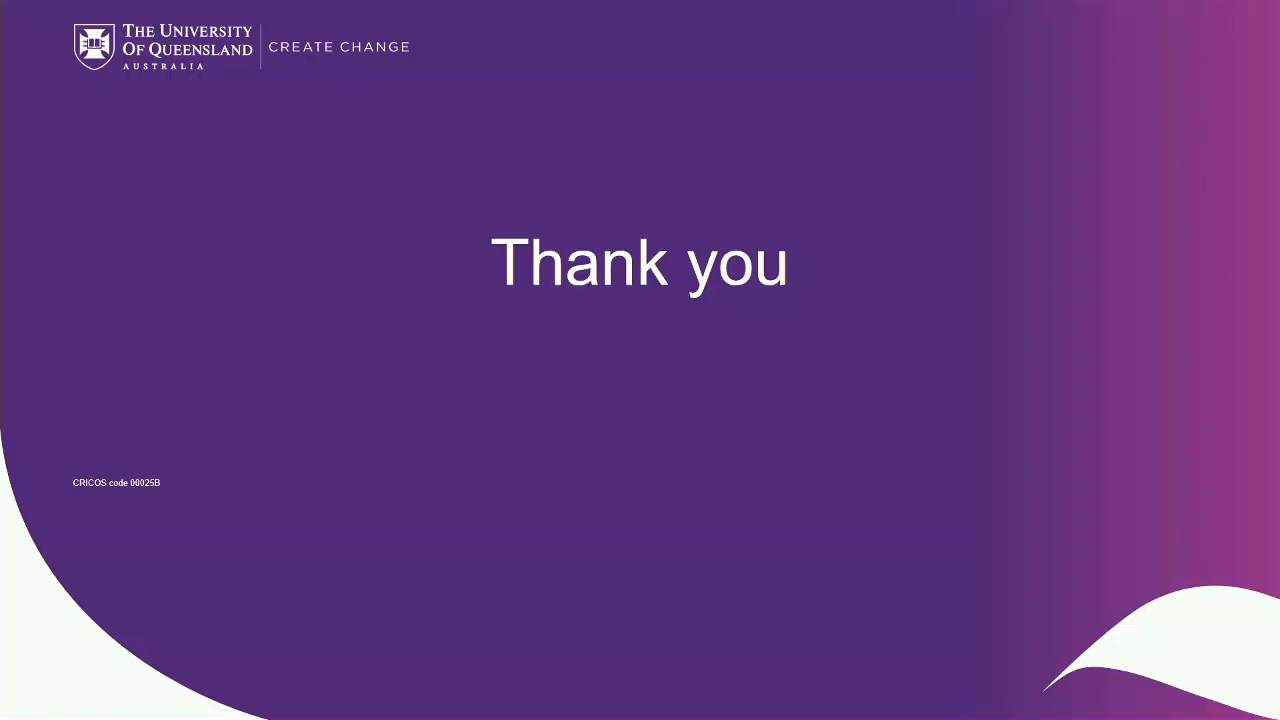 THE UNIVERSITY
OF QUEENSLAND
AUSTRALIA
CREATE CHANGE
Thank you
CRICOS code 00025B